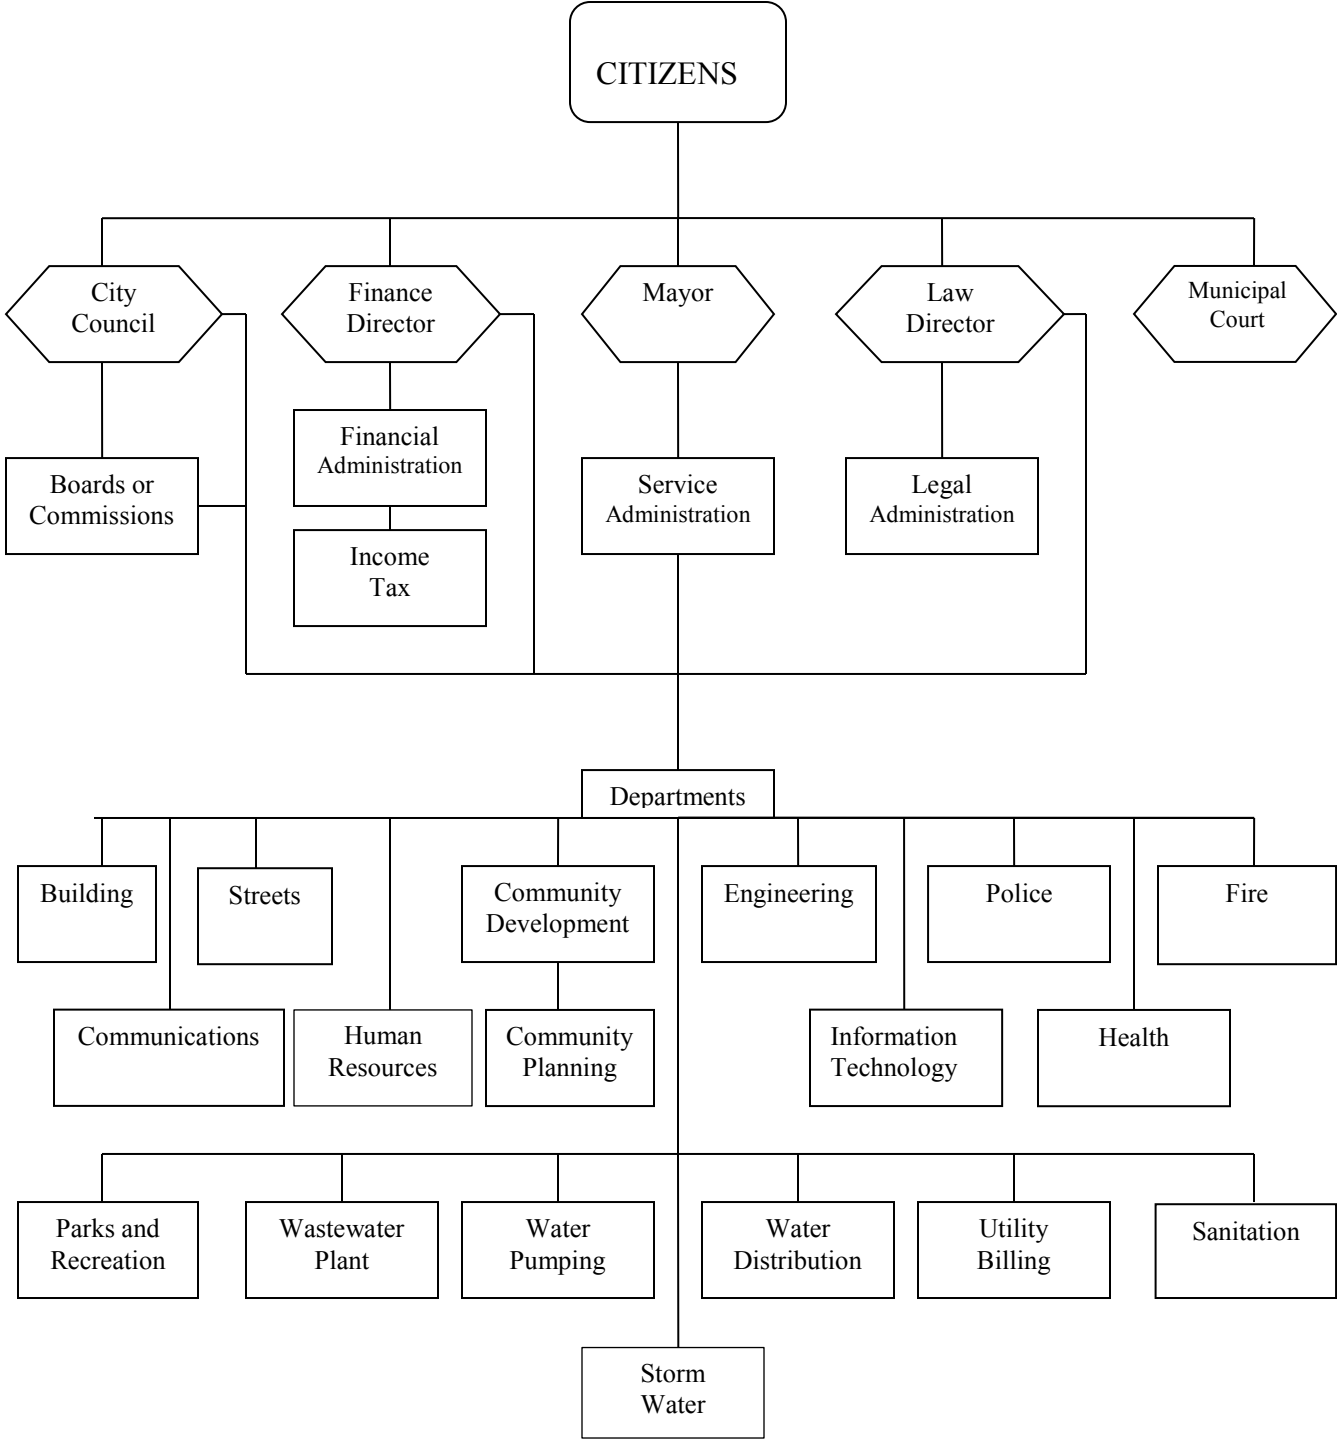 CITIZENS
City
Council
Finance
Director
Mayor
Law
Director
Municipal
Court
Financial
Administration
Boards or
Commissions
Service
Administration
Legal
Administration
Income
Tax
Departments
Building
Streets
Community
Development
Engineering
Police
Fire
Communications
Human
Resources
Community
Planning
Information
Technology
Health
Parks and
Recreation
Wastewater
Plant
Water
Pumping
Water
Distribution
Utility
Billing
Sanitation
Storm
Water